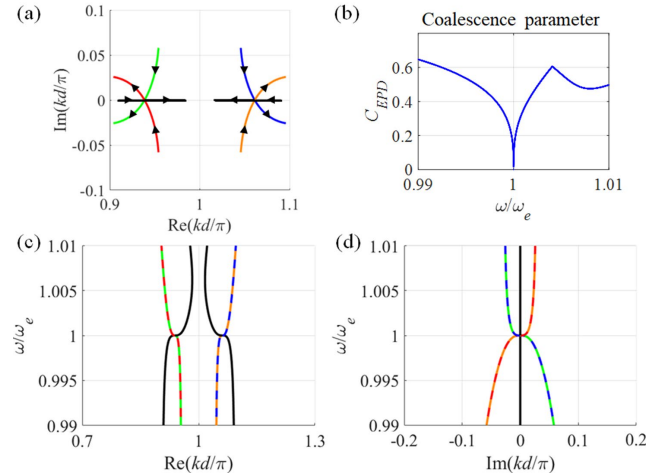 (a)
0.1
0.05
0
-0.05
-0.1
0.9
1
1.1
Im(kd/π)
Re(kd/π)
(b)
Coalescence parameter
0.6
0.4
0.2
0
0.99
1
1.01
C_EPD
ω/ω_e
(c)
1.01
1.005
1
0.995
0.99
0.7
1
1.3
ω/ω_e
Re(kd/π)
(d)
1.01
1.005
1
0.995
0.99
-0.2
-0.1
0
0.1
0.2
ω/ω_e
Im(kd/π)